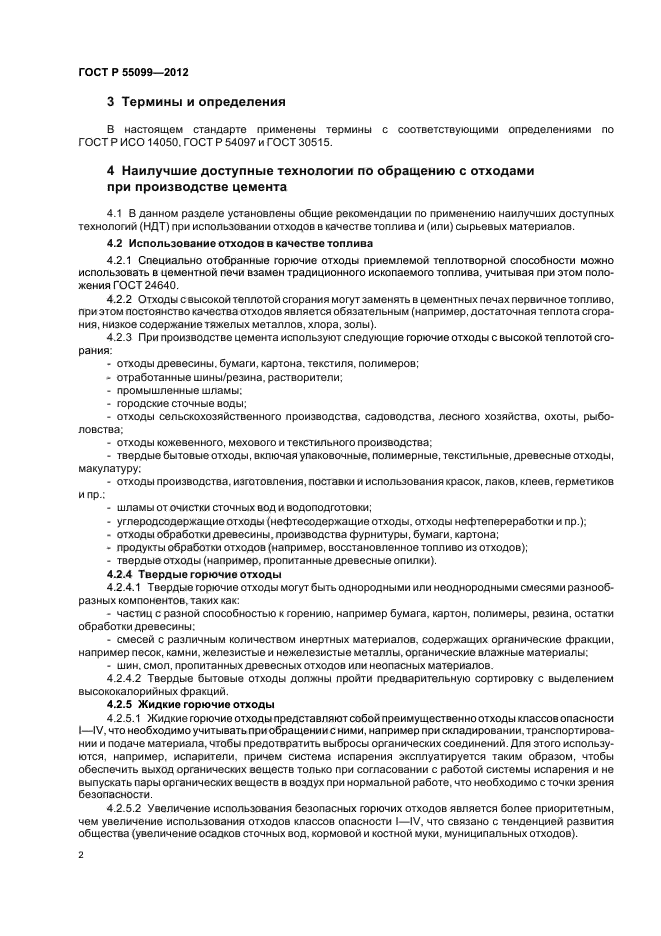 ГОСТ Р 55099—2012
3 Термины и определения
В настоящем стандарте применены термины с соответствующими определениями по
ГОСТ Р ИСО 14050, ГОСТ Р 54097 и ГОСТ 30515.
4 Наилучшие доступные технологии по обращению с отходами
при производстве цемента
4.1 В данном разделе установлены общие рекомендации по применению наилучших доступных
технологий (НДТ) при использовании отходов в качестве топлива и (или) сырьевых материалов.
4.2 Использование отходов в качестве топлива
4.2.1 Специально отобранные горючие отходы приемлемой теплотворной способности можно
использовать в цементной печи взамен традиционного ископаемого топлива, учитывая при этом поло-
жения ГОСТ 24640.
4.2.2 Отходы с высокой теплотой сгорания могут заменять в цементных печах первичное топливо,
при этом постоянство качества отходов является обязательным (например, достаточная теплота сгора-
ния, низкое содержание тяжелых металлов, хлора, золы).
4.2.3 При производстве цемента используют следующие горючие отходы с высокой теплотой сго-
рания:
- отходы древесины, бумаги, картона, текстиля, полимеров;
- отработанные шины/резина, растворители;
- промышленные шламы;
- городские сточные воды;
- отходы сельскохозяйственного производства, садоводства, лесного хозяйства, охоты, рыбо-
ловства;
- отходы кожевенного, мехового и текстильного производства;
- твердые бытовые отходы, включая упаковочные, полимерные, текстильные, древесные отходы,
макулатуру;
- отходы производства, изготовления, поставки и использования красок, лаков, клеев, герметиков
и пр.;
- шламы от очистки сточных вод и водоподготовки;
- углеродсодержащие отходы (нефтесодержащие отходы, отходы нефтепереработки и пр.);
- отходы обработки древесины, производства фурнитуры, бумаги, картона;
- продукты обработки отходов (например, восстановленное топливо из отходов);
- твердые отходы (например, пропитанные древесные опилки).
4.2.4 Твердые горючие отходы
4.2.4.1 Твердые горючие отходы могут быть однородными или неоднородными смесями разнооб-
разных компонентов, таких как:
- частиц с разной способностью к горению, например бумага, картон, полимеры, резина, остатки
обработки древесины;
- смесей с различным количеством инертных материалов, содержащих органические фракции,
например песок, камни, железистые и нежелезистые металлы, органические влажные материалы;
- шин, смол, пропитанных древесных отходов или неопасных материалов.
4.2.4.2 Твердые бытовые отходы должны пройти предварительную сортировку с выделением
высококалорийных фракций.
4.2.5 Жидкие горючие отходы
4.2.5.1 Жидкие горючие отходы представляют собой преимущественно отходы классов опасности
I—IV, что необходимо учитывать при обращении с ними, например при складировании, транспортирова-
нии и подаче материала, чтобы предотвратить выбросы органических соединений. Для этого использу-
ются, например, испарители, причем система испарения эксплуатируется таким образом, чтобы
обеспечить выход органических веществ только при согласовании с работой системы испарения и не
выпускать пары органических веществ в воздух при нормальной работе, что необходимо с точки зрения
безопасности.
4.2.5.2 Увеличение использования безопасных горючих отходов является более приоритетным,
чем увеличение использования отходов классов опасности I—IV, что связано с тенденцией развития
общества (увеличение осадков сточных вод, кормовой и костной муки, муниципальных отходов).
2